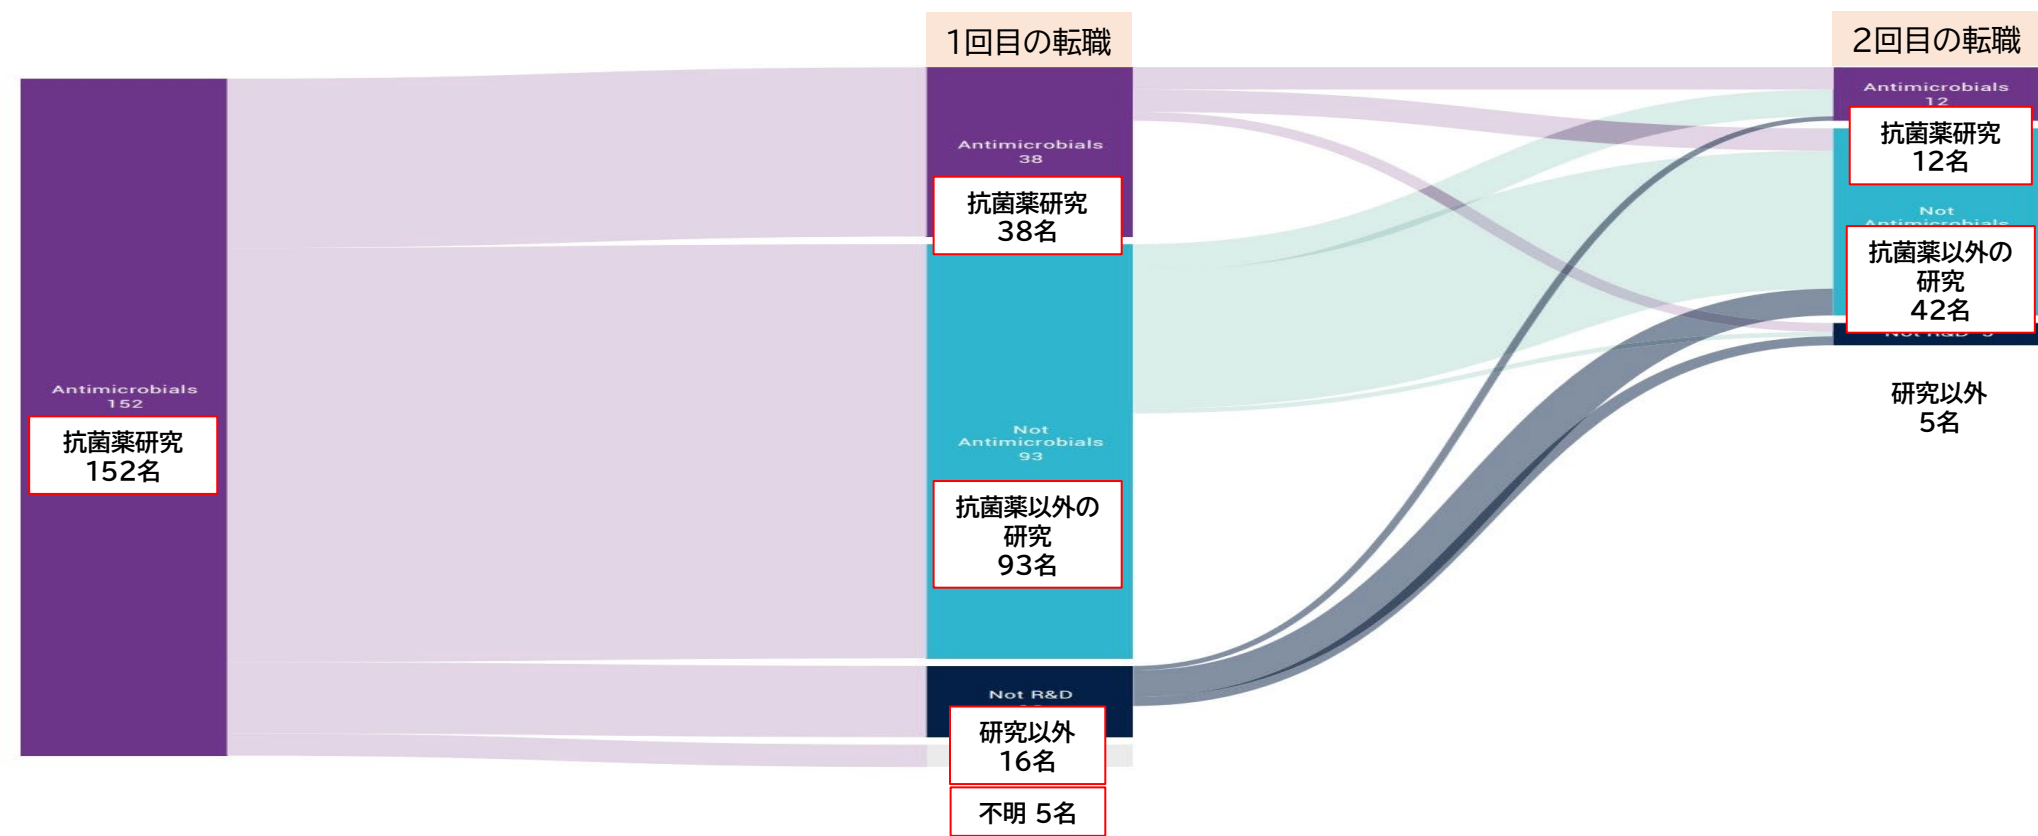 1回目の転職
2回目の転職
Antimicrobials
152
抗菌薬研究
152名
Antimicrobials
38
抗菌薬研究
38名
Not
Antimicrobials
93
抗菌薬以外の
研究
93名
Not R&D
研究以外
16名
不明 5名
Antimicrobials
12
抗菌薬研究
12名
Not
Antimicrobials
抗菌薬以外の
研究
42名
Not R&D 5
研究以外
5名